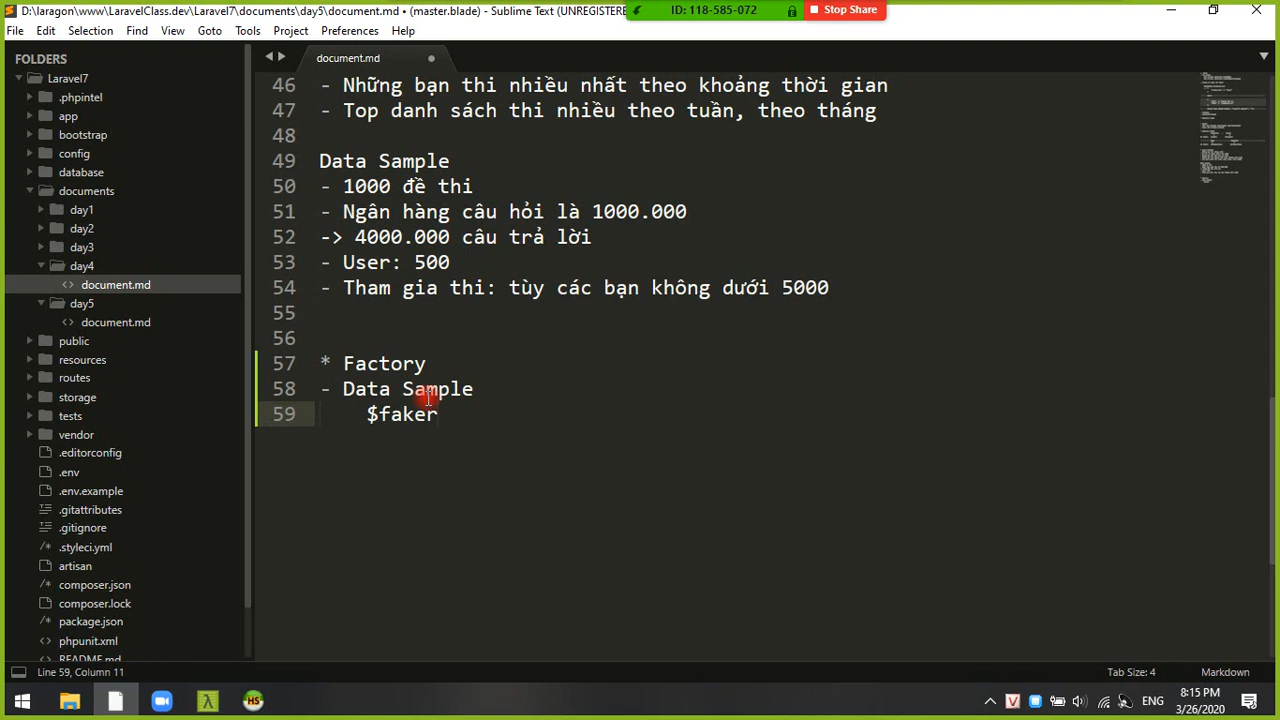 D:\laragon\www\LaravelClass.dev\Laravel7\documents\day5\document.md • (master.blade) - Sublime Text (UNREGISTERE
ID: 118-585-072
Stop Share
File Edit Selection Find View Goto Tools Project Preferences Help
FOLDERS
Laravel7
.phpintel
app
bootstrap
config
database
documents
day1
day2
day3
day4
document.md
day5
document.md
public
resources
routes
storage
tests
vendor
.editorconfig
.env
.env.example
.gitattributes
.gitignore
.styleci.yml
artisan
composer.json
composer.lock
package.json
phpunit.xml
README.md
document.md
46 - Những bạn thi nhiều nhất theo khoảng thời gian
47 - Top danh sách thi nhiều theo tuần, theo tháng
48
49 Data Sample
50 - 1000 đề thi
51 - Ngân hàng câu hỏi là 1000.000
52 -> 4000.000 câu trả lời
53 - User: 500
54 - Tham gia thi: tùy các bạn không dưới 5000
55
56
57 * Factory
58 - Data Sample
59 $faker
Line 59, Column 11
Tab Size: 4
Markdown
ENG
8:15 PM
3/26/2020